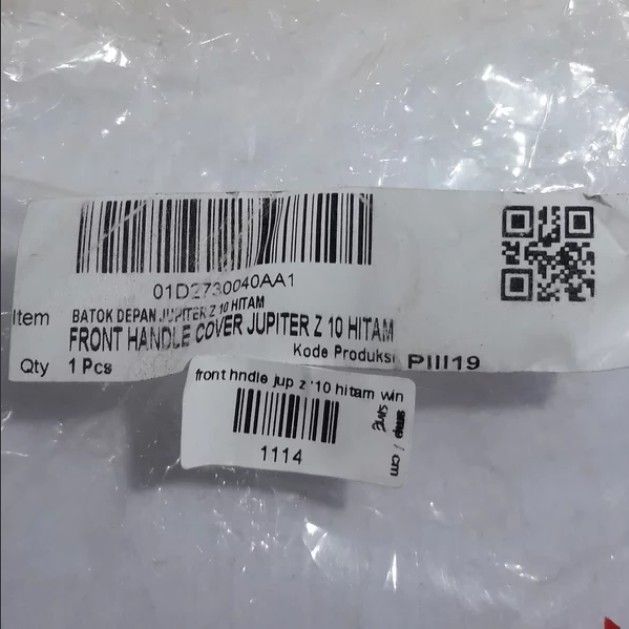 01D2730040AA1
Item BATOK DEPAN JUPITER Z 10 HITAM
FRONT HANDLE COVER JUPITER Z 10 HITAM
Kode Produksi PIII19
Qty 1 Pcs
front hndle jup z '10 hitam win
1114